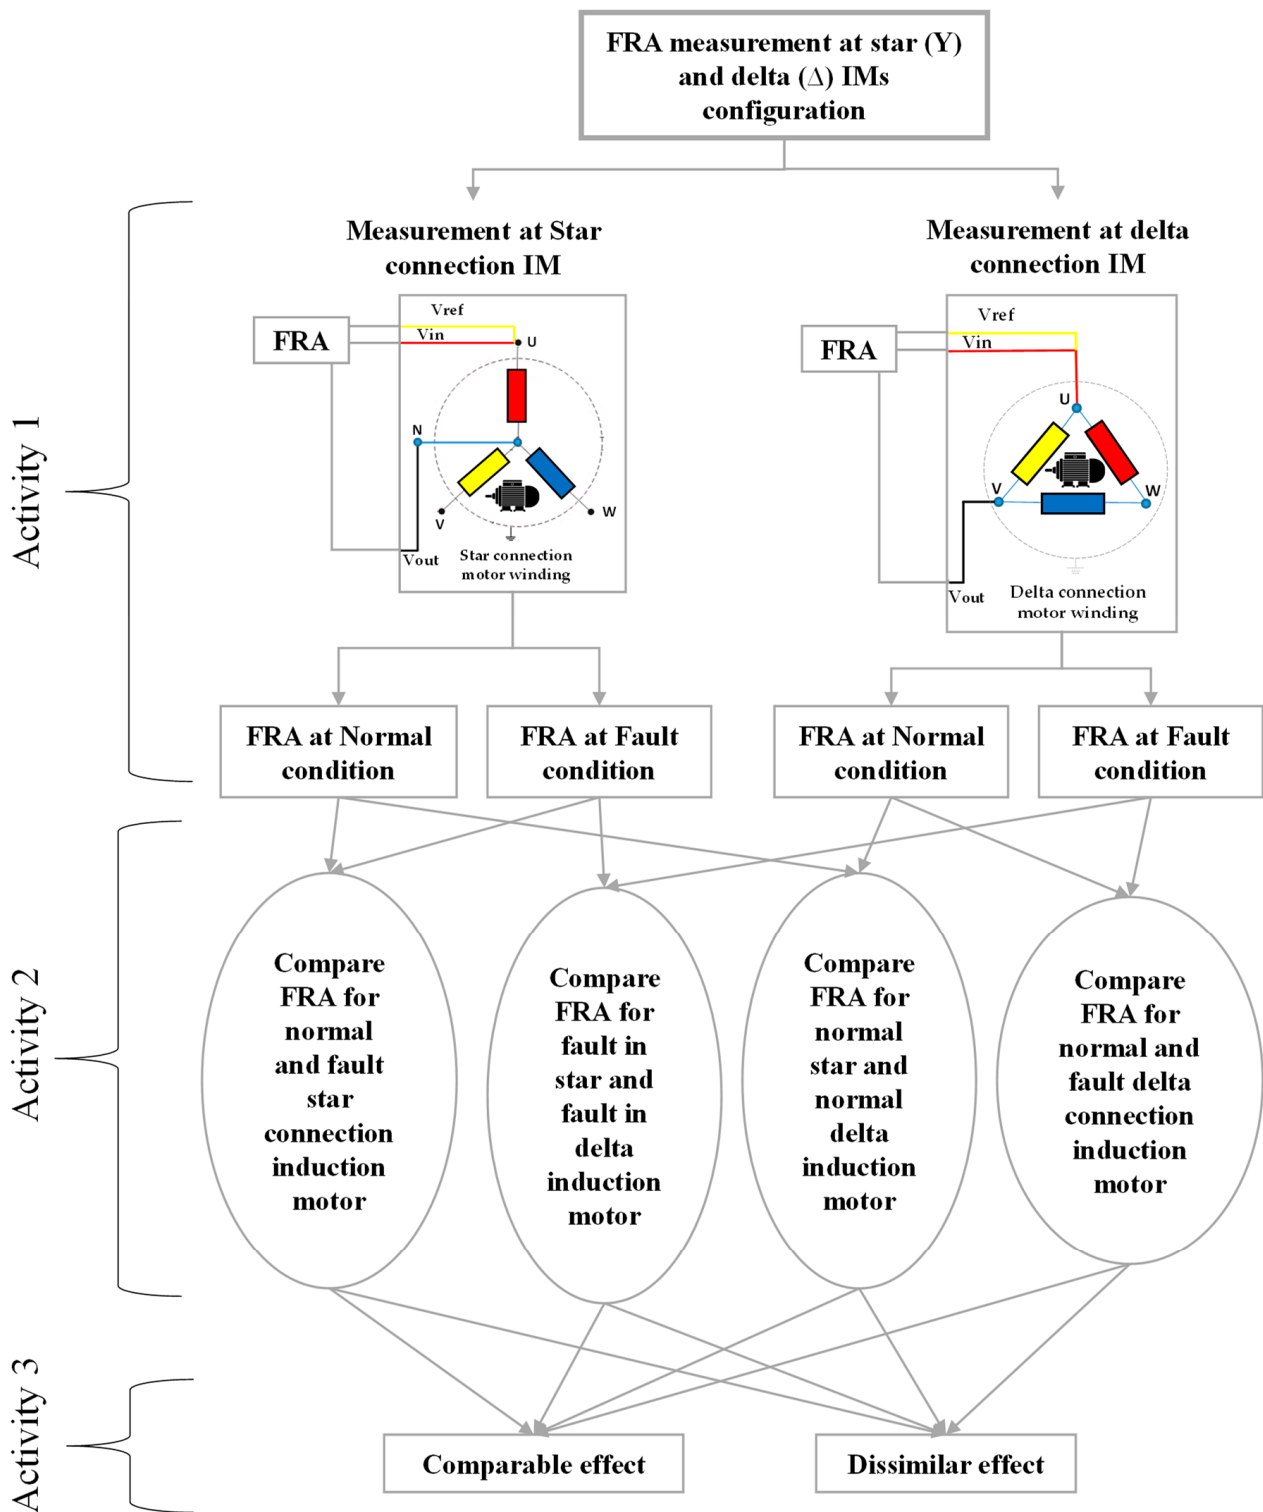 FRA measurement at star (Y)
and delta (Δ) IMs
configuration
Activity 1
Measurement at Star
connection IM
Vref
Vin
FRA
U
N
V
W
Vout
Star connection
motor winding
Measurement at delta
connection IM
Vref
Vin
FRA
U
V
W
Vout
Delta connection
motor winding
FRA at Normal
condition
FRA at Fault
condition
FRA at Normal
condition
FRA at Fault
condition
Activity 2
Compare
FRA for
normal
and fault
star
connection
induction
motor
Compare
FRA for
fault in
star and
fault in
delta
induction
motor
Compare
FRA for
normal
star and
normal
delta
induction
motor
Compare
FRA for
normal and
fault delta
connection
induction
motor
Activity 3
Comparable effect
Dissimilar effect